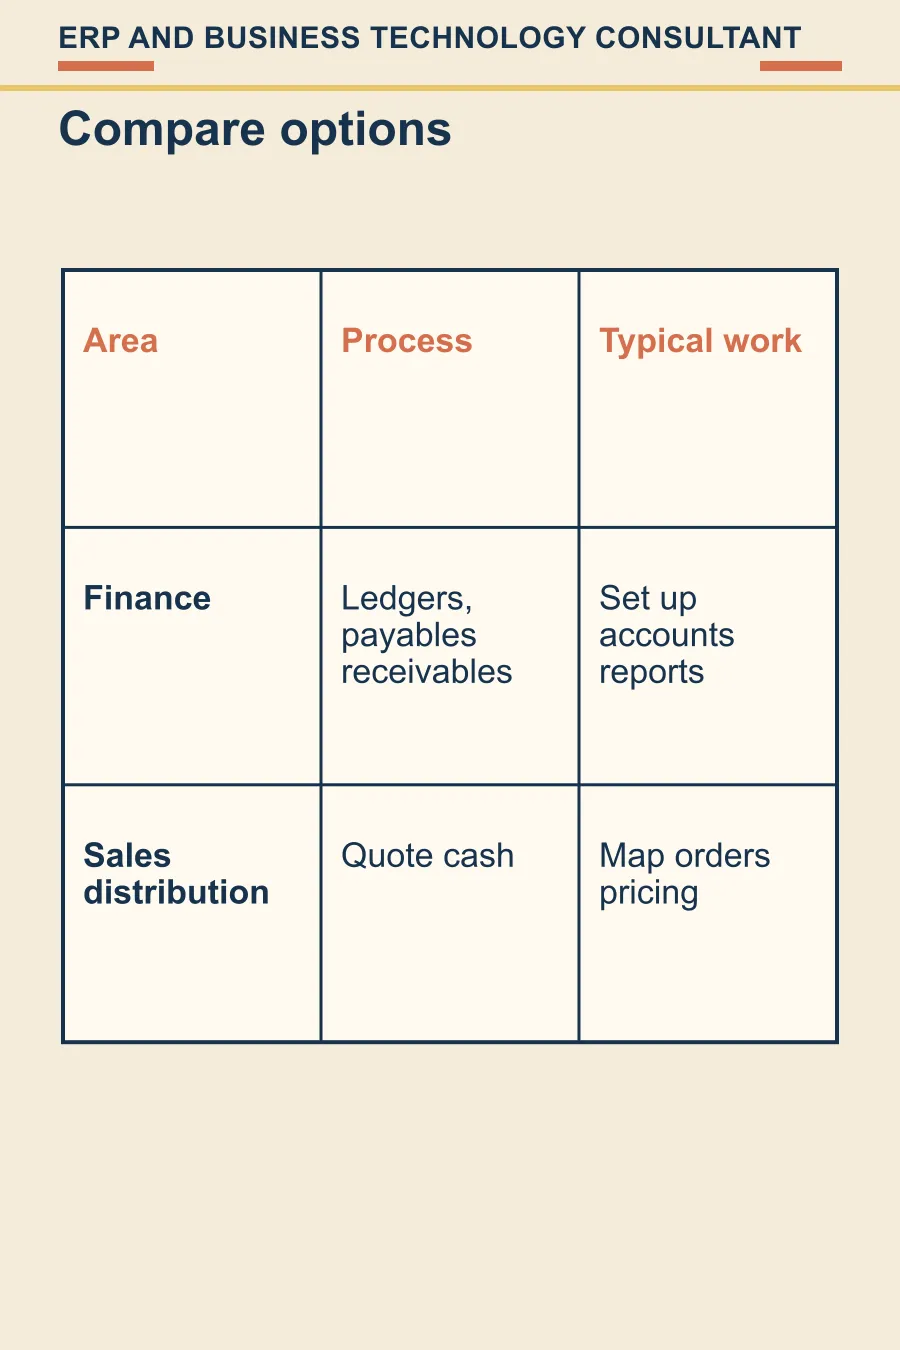 ERP AND BUSINESS TECHNOLOGY CONSULTANT
Compare options
Area
Process
Typical work
Finance
Ledgers,
payables
receivables
Set up
accounts
reports
Sales
distribution
Quote cash
Map orders
pricing